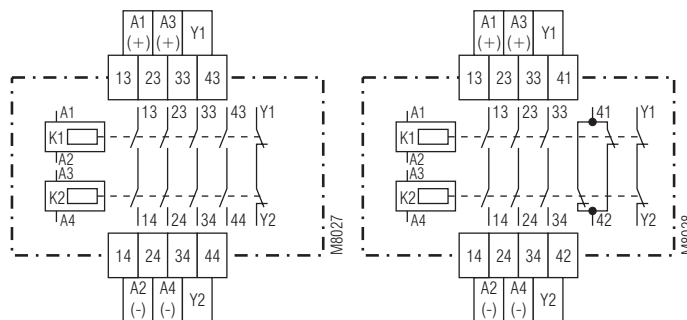 A1 A3 Y1
(+) (+)
13 23 33 43
A1 13 23 33 43 Y1
K1
A2
A3
K2
A4 14 24 34 44 Y2
14 24 34 44
A2 A4 Y2
(-) (-)
M8027
A1 A3 Y1
(+) (+)
13 23 33 41
A1 13 23 33 41 Y1
K1
A2
A3
K2
A4 14 24 34 42 Y2
14 24 34 42
A2 A4 Y2
(-) (-)
M8028